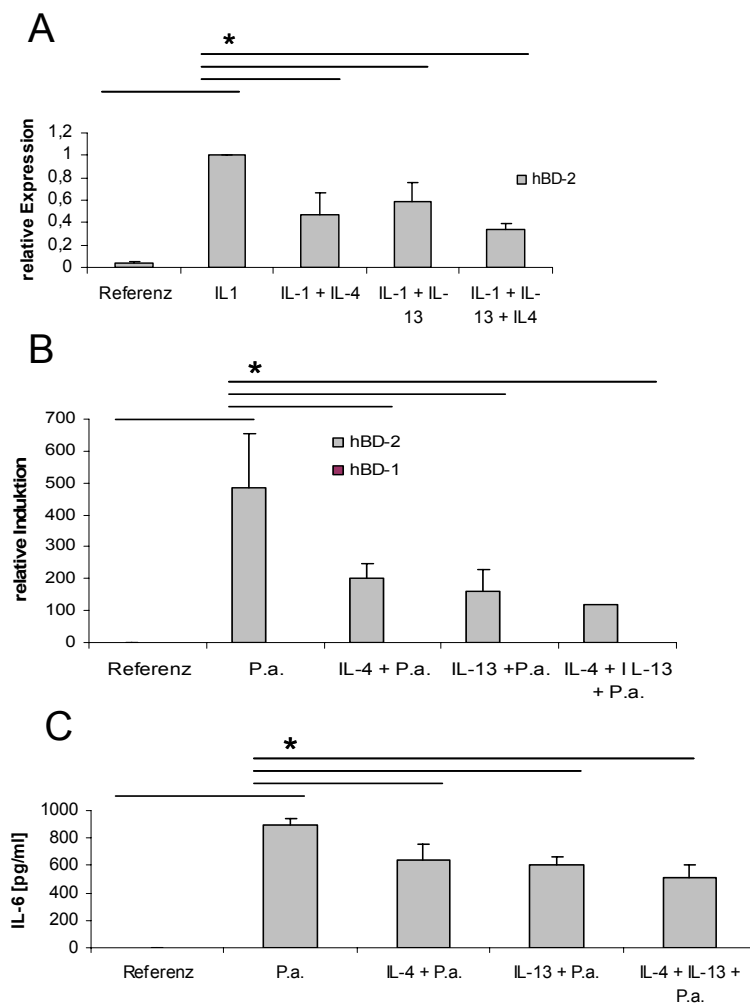 A
*
1,2
1
0,8
0,6
0,4
0,2
0
relative Expression
hBD-2
Referenz
IL1
IL-1 + IL-4
IL-1 + IL-
13
IL-1 + IL-
13 + IL4
B
*
700
600
500
400
300
200
100
0
relative Induktion
hBD-2
hBD-1
Referenz
P.a.
IL-4 + P.a.
IL-13 +P.a.
IL-4 + I L-13
+ P.a.
C
*
1000
800
600
400
200
0
IL-6 [pg/ml]
Referenz
P.a.
IL-4 + P.a.
IL-13 + P.a.
IL-4 + IL-13 +
P.a.